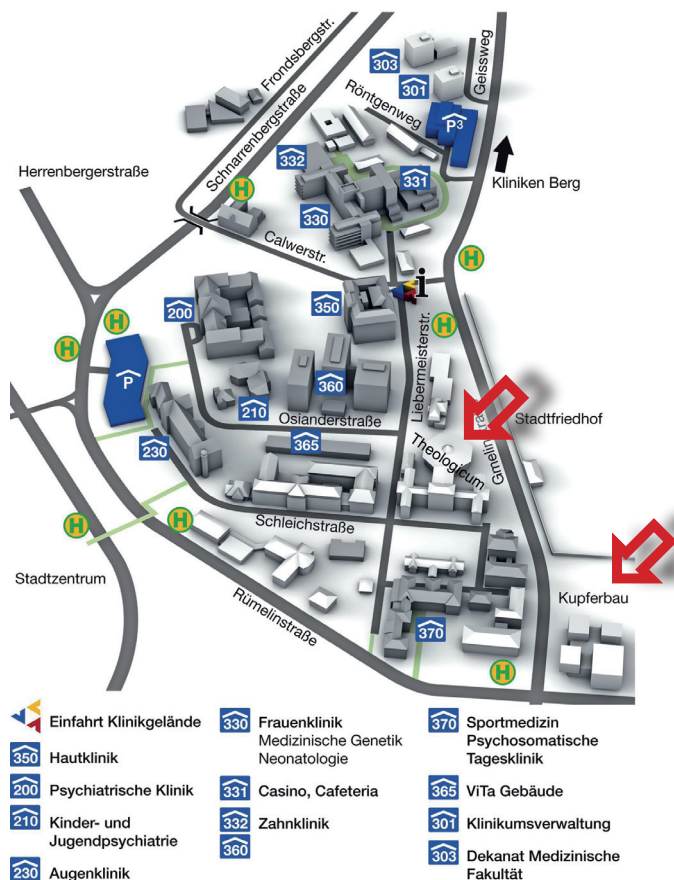 Frondsbergstr.
303
Geissweg
301
Röntgenweg
P3
Schnarrenbergstraße
332
Herrenbergerstraße
H
331
Kliniken Berg
330
Calwerstr.
H
i
200
350
H
H
H
Liebermeisterstr.
P
360
210
Osianderstraße
Stadtfriedhof
230
365
Theologicum
Schleichstraße
H
H
Stadtzentrum
Kupferbau
Rümelinstraße
370
H
Einfahrt Klinikgelände
350 Hautklinik
200 Psychiatrische Klinik
210 Kinder- und
Jugendpsychiatrie
230 Augenklinik
330 Frauenklinik
Medizinische Genetik
Neonatologie
331 Casino, Cafeteria
332 Zahnklinik
360
370 Sportmedizin
Psychosomatische
Tagesklinik
365 ViTa Gebäude
301 Klinikumsverwaltung
303 Dekanat Medizinische
Fakultät